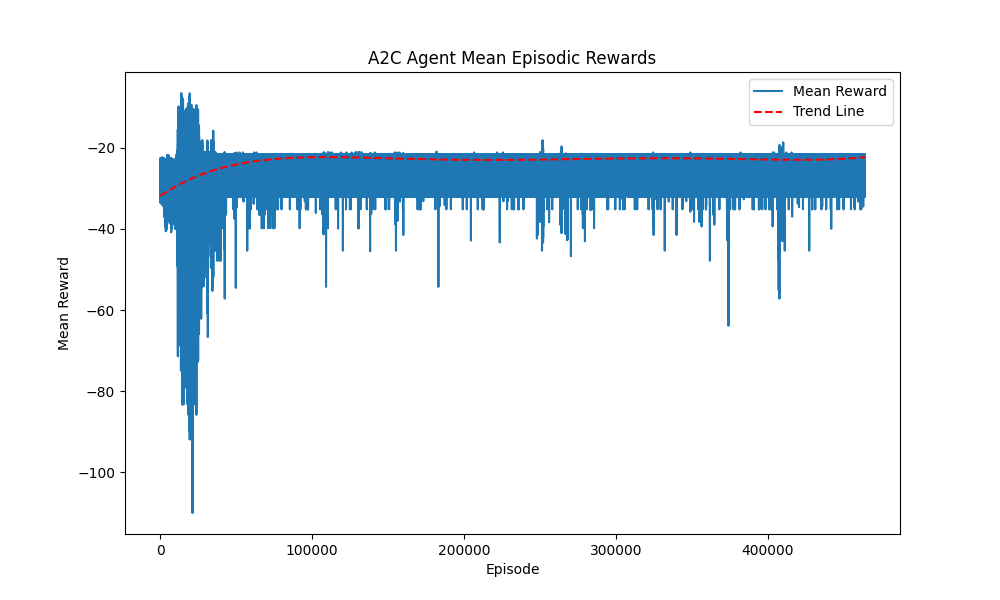 A2C Agent Mean Episodic Rewards
Mean Reward
Trend Line
−20
−40
−60
−80
−100
Mean Reward
0
100000
200000
300000
400000
Episode